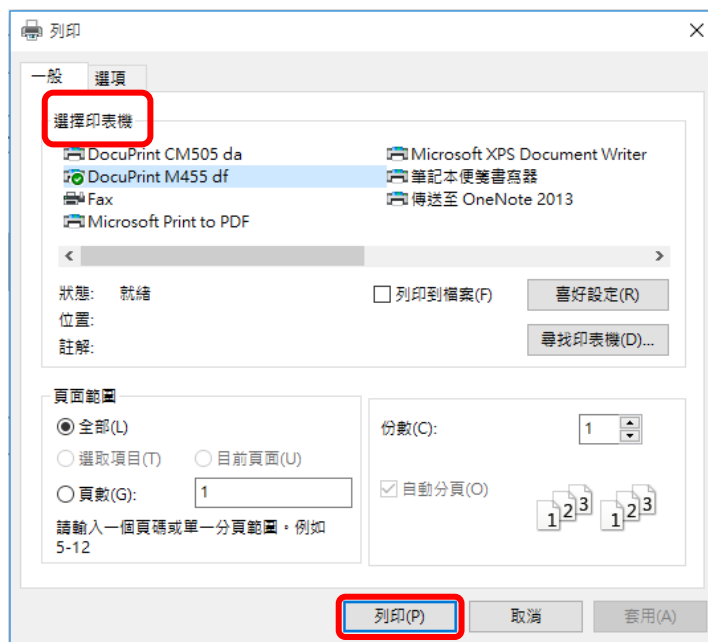 列印
一般 選項
選擇印表機
DocuPrint CM505 da
DocuPrint M455 df
Fax
Microsoft Print to PDF
Microsoft XPS Document Writer
筆記本便箋書寫器
傳送至 OneNote 2013
狀態: 就緒
位置:
註解:
列印到檔案(F)
喜好設定(R)
尋找印表機(D)...
頁面範圍
全部(L)
選取項目(T) 目前頁面(U)
頁數(G): 1
請輸入一個頁碼或單一分頁範圍。例如
5-12
份數(C): 1
自動分頁(O)
1 2 3 1 2 3
列印(P) 取消 套用(A)